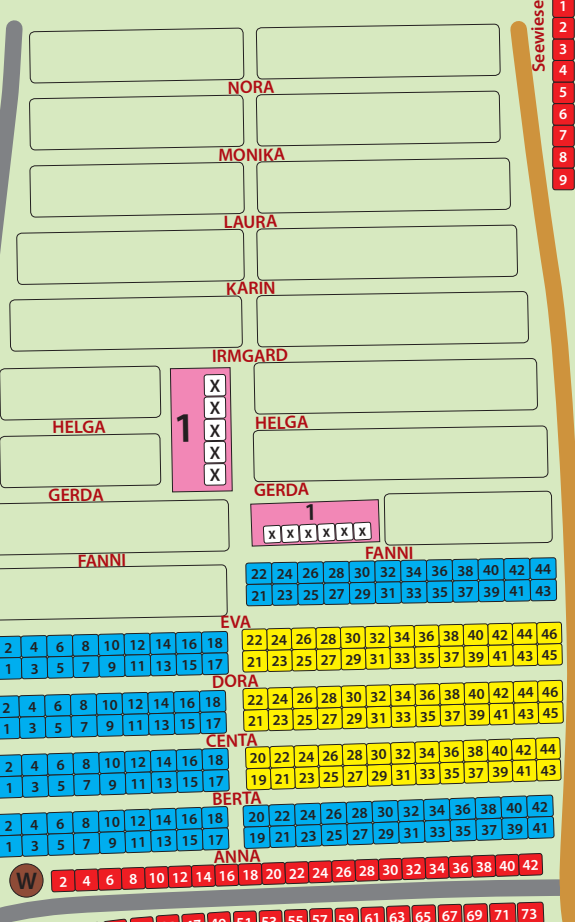 Seewiese
1
2
3
4
5
6
7
8
9
NORA
MONIKA
LAURA
KARIN
IRMGARD
1
X
X
X
X
X
HELGA
HELGA
GERDA
GERDA
1
X X X X X X
FANNI
FANNI
22 24 26 28 30 32 34 36 38 40 42 44
21 23 25 27 29 31 33 35 37 39 41 43
EVA
2 4 6 8 10 12 14 16 18
1 3 5 7 9 11 13 15 17
22 24 26 28 30 32 34 36 38 40 42 44 46
21 23 25 27 29 31 33 35 37 39 41 43 45
DORA
2 4 6 8 10 12 14 16 18
1 3 5 7 9 11 13 15 17
22 24 26 28 30 32 34 36 38 40 42 44 46
21 23 25 27 29 31 33 35 37 39 41 43 45
CENTA
2 4 6 8 10 12 14 16 18
1 3 5 7 9 11 13 15 17
20 22 24 26 28 30 32 34 36 38 40 42 44
19 21 23 25 27 29 31 33 35 37 39 41 43
BERTA
2 4 6 8 10 12 14 16 18
1 3 5 7 9 11 13 15 17
20 22 24 26 28 30 32 34 36 38 40 42
19 21 23 25 27 29 31 33 35 37 39 41
ANNA
W
2 4 6 8 10 12 14 16 18 20 22 24 26 28 30 32 34 36 38 40 42
51 53 55 57 59 61 63 65 67 69 71 73